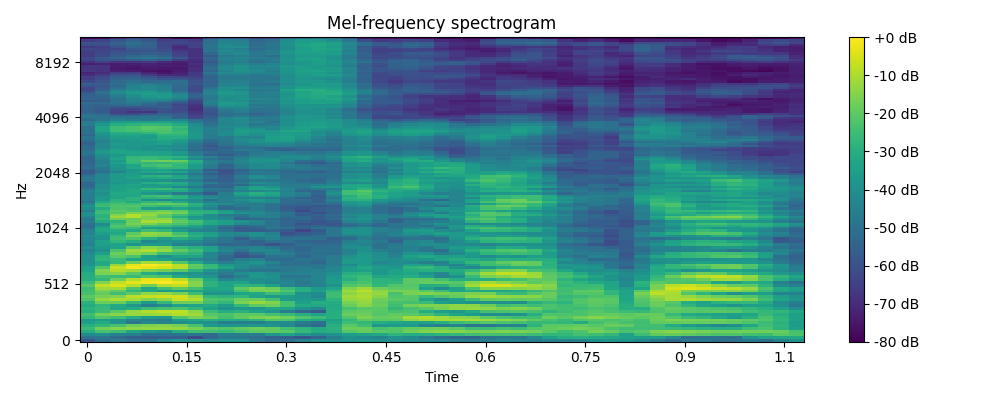 Mel-frequency spectrogram
8192
4096
2048
1024
512
0
Hz
0 0.15 0.3 0.45 0.6 0.75 0.9 1.1
Time
+0 dB
-10 dB
-20 dB
-30 dB
-40 dB
-50 dB
-60 dB
-70 dB
-80 dB